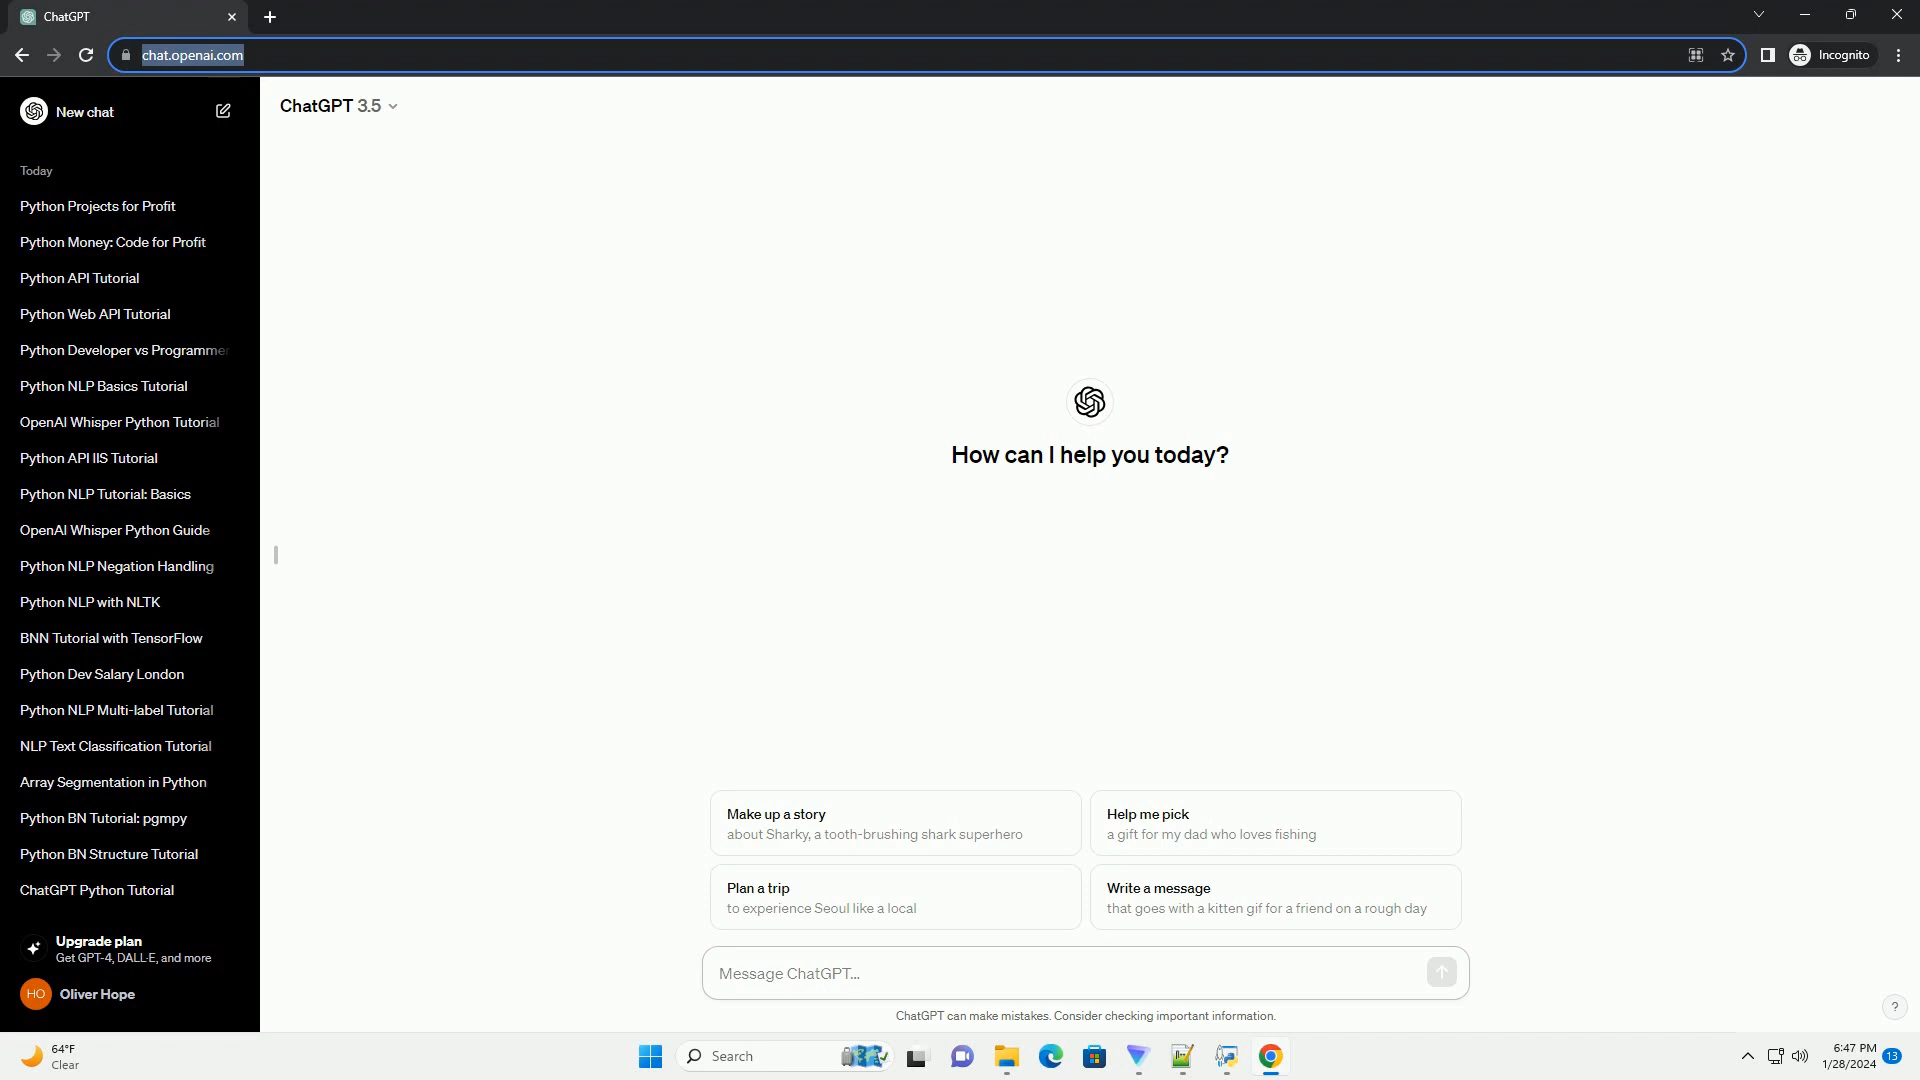 ChatGPT
chat.openai.com
Incognito
New chat
ChatGPT 3.5
Today
Python Projects for Profit
Python Money: Code for Profit
Python API Tutorial
Python Web API Tutorial
Python Developer vs Programmer
Python NLP Basics Tutorial
OpenAI Whisper Python Tutorial
Python API IIS Tutorial
Python NLP Tutorial: Basics
OpenAI Whisper Python Guide
Python NLP Negation Handling
Python NLP with NLTK
BNN Tutorial with TensorFlow
Python Dev Salary London
Python NLP Multi-label Tutorial
NLP Text Classification Tutorial
Array Segmentation in Python
Python BN Tutorial: pgmpy
Python BN Structure Tutorial
ChatGPT Python Tutorial
Upgrade plan
Get GPT-4, DALL·E, and more
HO
Oliver Hope
How can I help you today?
Make up a story
about Sharky, a tooth-brushing shark superhero
Help me pick
a gift for my dad who loves fishing
Plan a trip
to experience Seoul like a local
Write a message
that goes with a kitten gif for a friend on a rough day
Message ChatGPT...
ChatGPT can make mistakes. Consider checking important information.
?
64°F
Clear
Search
6:47 PM
1/28/2024
13